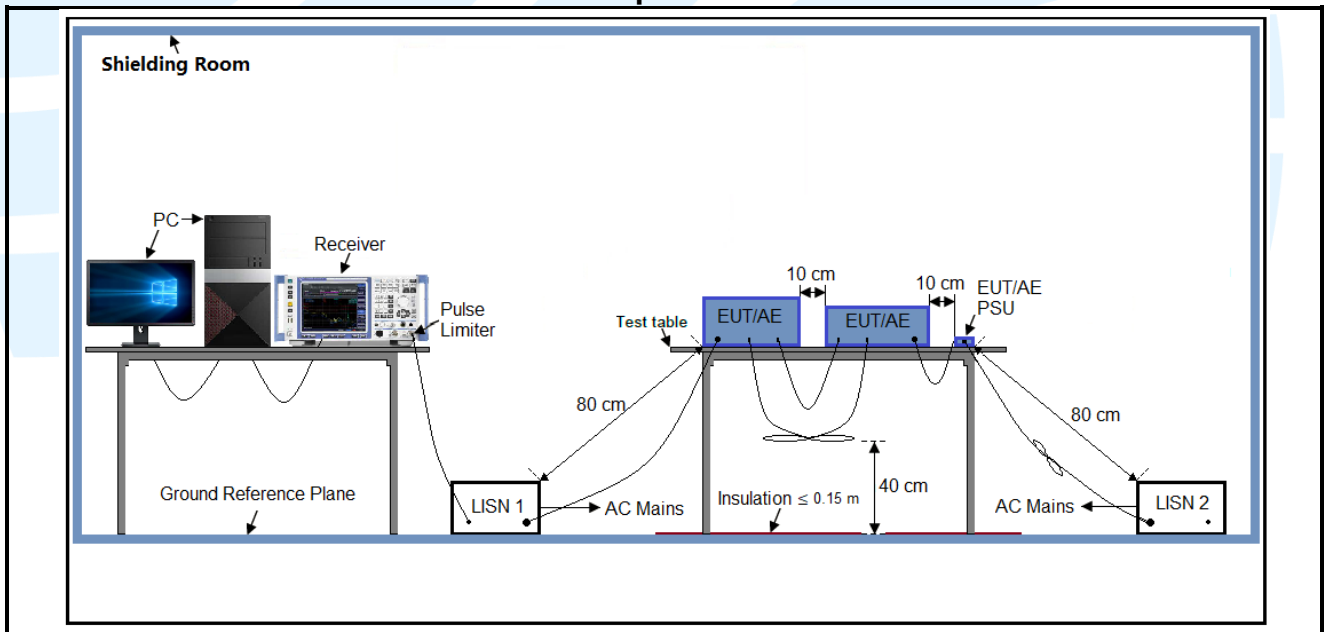 Shielding Room
PC
Receiver
Pulse
Limiter
Test table
EUT/AE
10 cm
EUT/AE
10 cm
EUT/AE
PSU
80 cm
80 cm
40 cm
Ground Reference Plane
LISN 1
AC Mains
Insulation ≤ 0.15 m
AC Mains
LISN 2